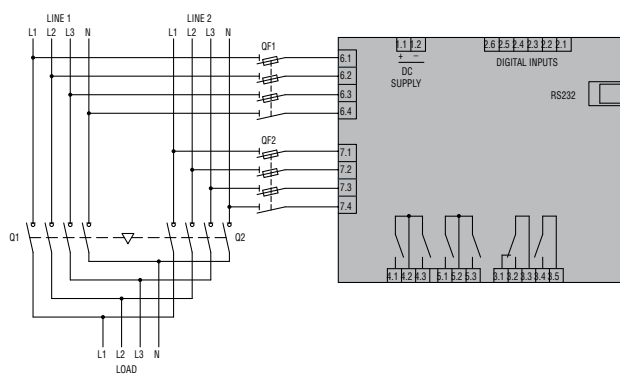 LINE 1
LINE 2
L1 L2 L3 N
L1 L2 L3 N
QF1
6.1
6.2
6.3
6.4
1.1 1.2
+ –
DC
SUPPLY
2.6 2.5 2.4 2.3 2.2 2.1
DIGITAL INPUTS
RS232
QF2
7.1
7.2
7.3
7.4
Q1
Q2
4.1 4.2 4.3
5.1 5.2 5.3
3.1 3.2 3.3 3.4 3.5
L1 L2 L3 N
LOAD